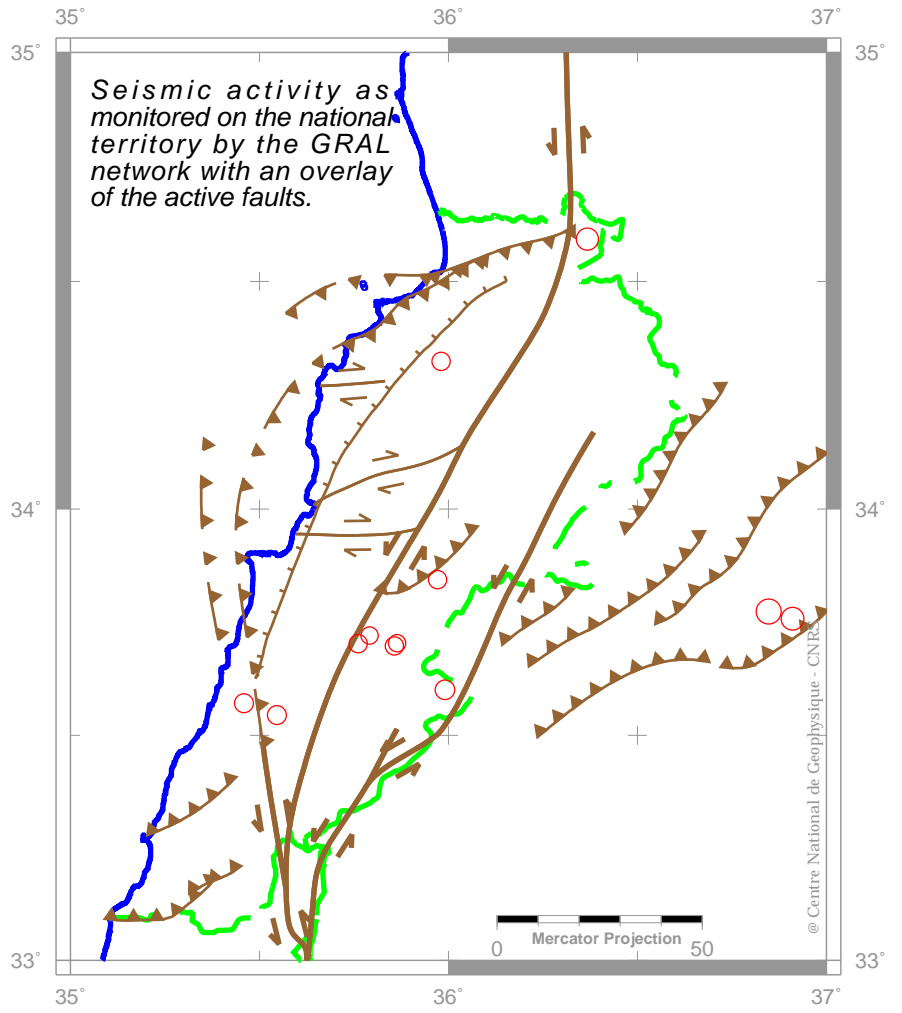 35˚ 36˚ 37˚
35˚ 35˚
Seismic activity as
monitored on the national
territory by the GRAL
network with an overlay
of the active faults.
34˚ 34˚
@ Centre National de Geophysique - CNRS
Mercator Projection
0 50
33˚ 33˚
35˚ 36˚ 37˚